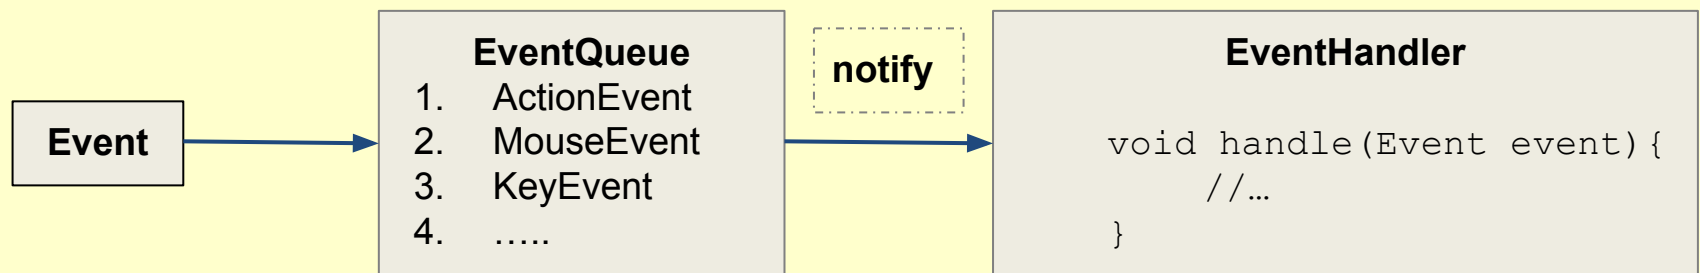 Event
EventQueue
1. ActionEvent
2. MouseEvent
3. KeyEvent
4. …..
notify
EventHandler
void handle(Event event){
//…
}